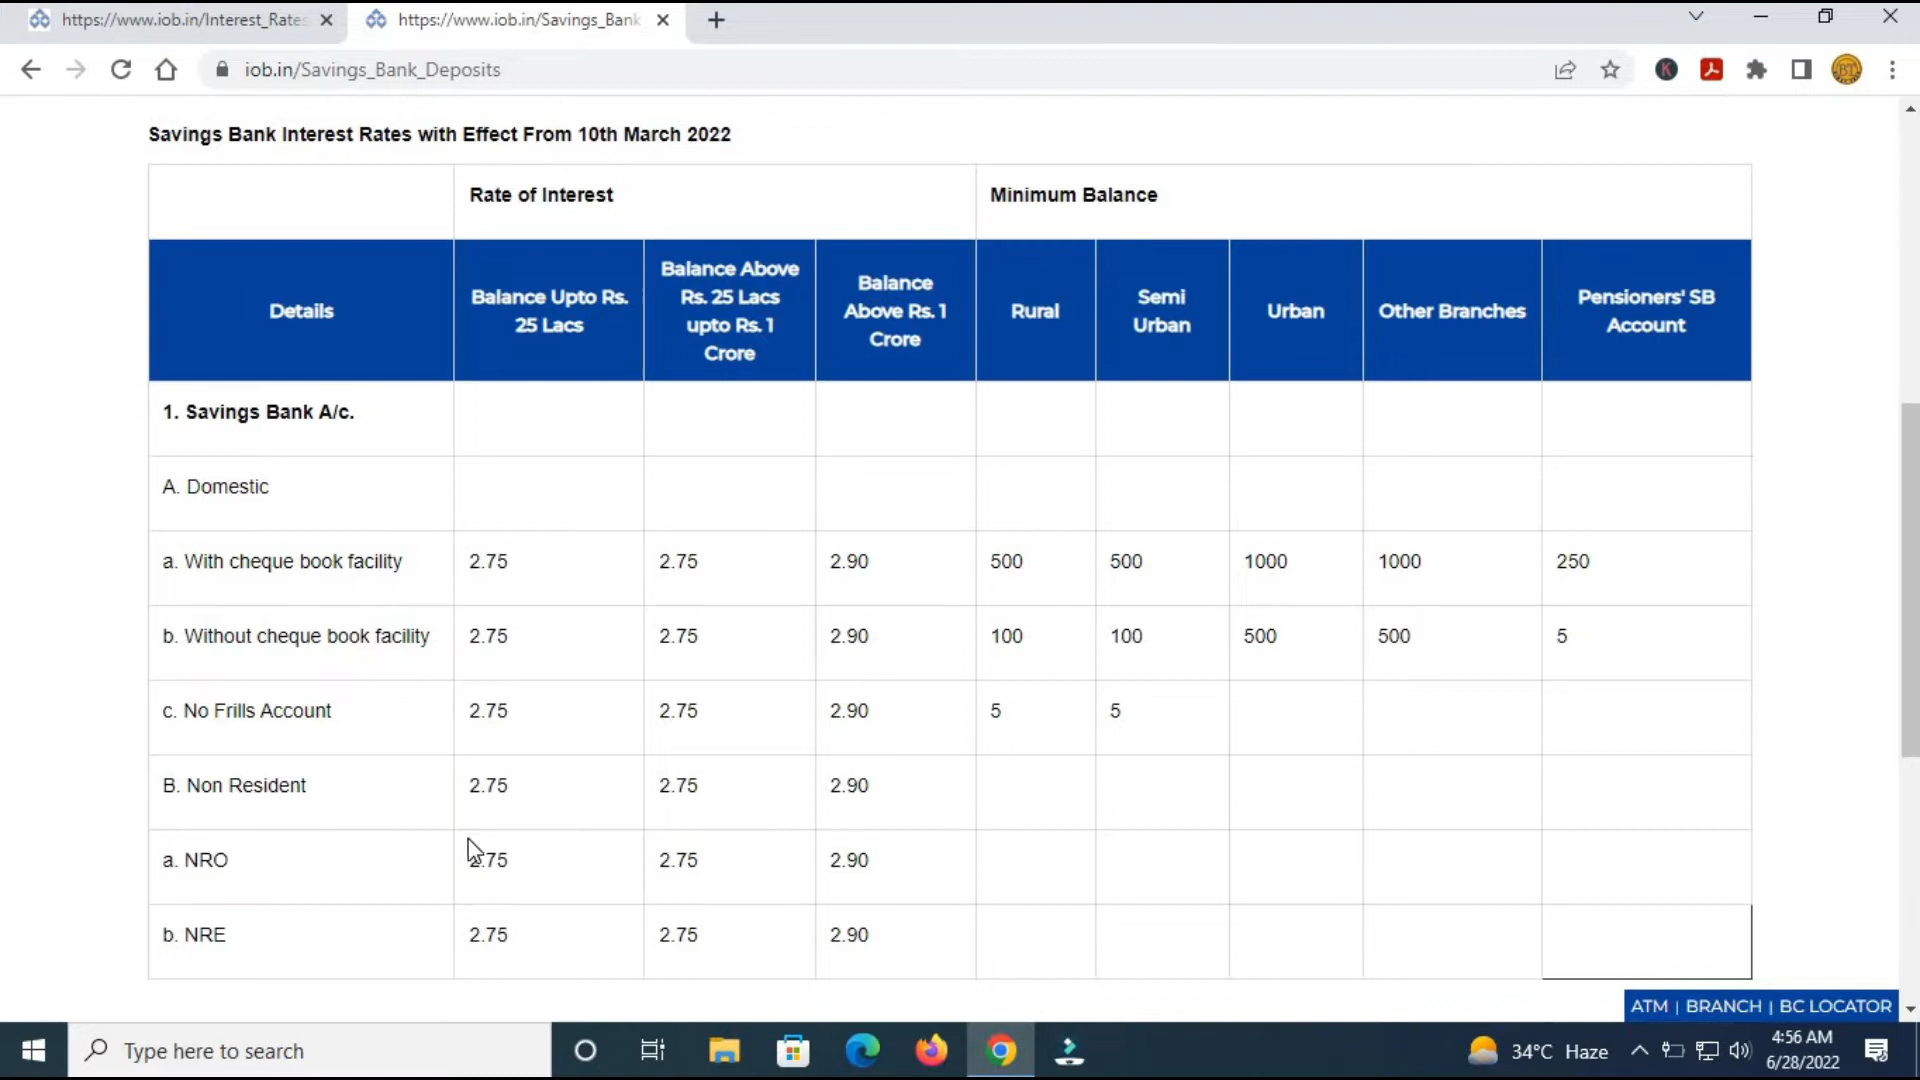 https://www.iob.in/Interest_Rates
https://www.iob.in/Savings_Bank
iob.in/Savings_Bank_Deposits
K
BT
Savings Bank Interest Rates with Effect From 10th March 2022
Rate of Interest
Minimum Balance
Details
Balance Upto Rs.
25 Lacs
Balance Above
Rs. 25 Lacs
upto Rs. 1
Crore
Balance
Above Rs. 1
Crore
Rural
Semi
Urban
Urban
Other Branches
Pensioners' SB
Account
1. Savings Bank A/c.
A. Domestic
a. With cheque book facility 2.75 2.75 2.90 500 500 1000 1000 250
b. Without cheque book facility 2.75 2.75 2.90 100 100 500 500 5
c. No Frills Account 2.75 2.75 2.90 5 5
B. Non Resident 2.75 2.75 2.90
a. NRO 2.75 2.75 2.90
b. NRE 2.75 2.75 2.90
ATM | BRANCH | BC LOCATOR
Type here to search
34°C Haze
4:56 AM
6/28/2022